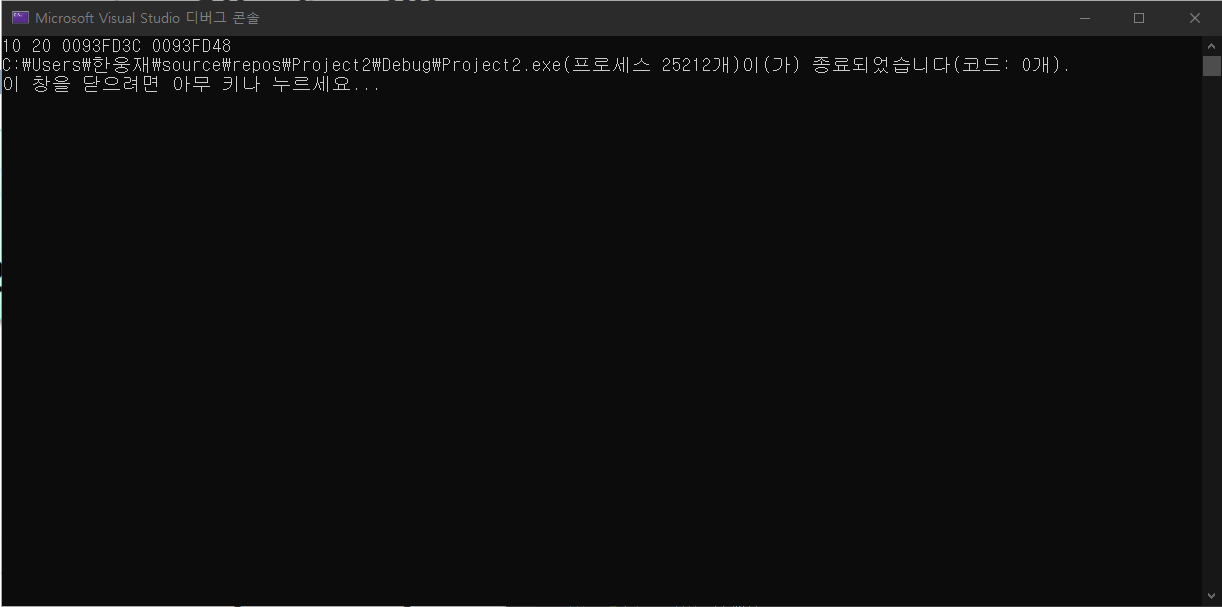 Microsoft Visual Studio 디버그 콘솔
10 20 0093FD3C 0093FD48
C:₩Users₩한웅재₩source₩repos₩Project2₩Debug₩Project2.exe(프로세스 25212개)이(가) 종료되었습니다(코드: 0개).
이 창을 닫으려면 아무 키나 누르세요...